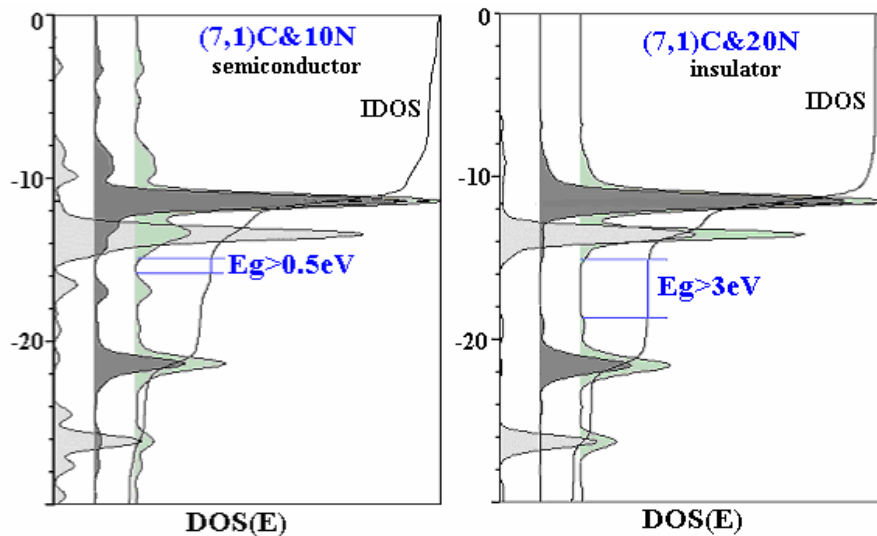 0
(7,1)C&10N
semiconductor
IDOS
-10
Eg>0.5eV
-20
DOS(E)
0
(7,1)C&20N
insulator
IDOS
-10
Eg>3eV
-20
DOS(E)